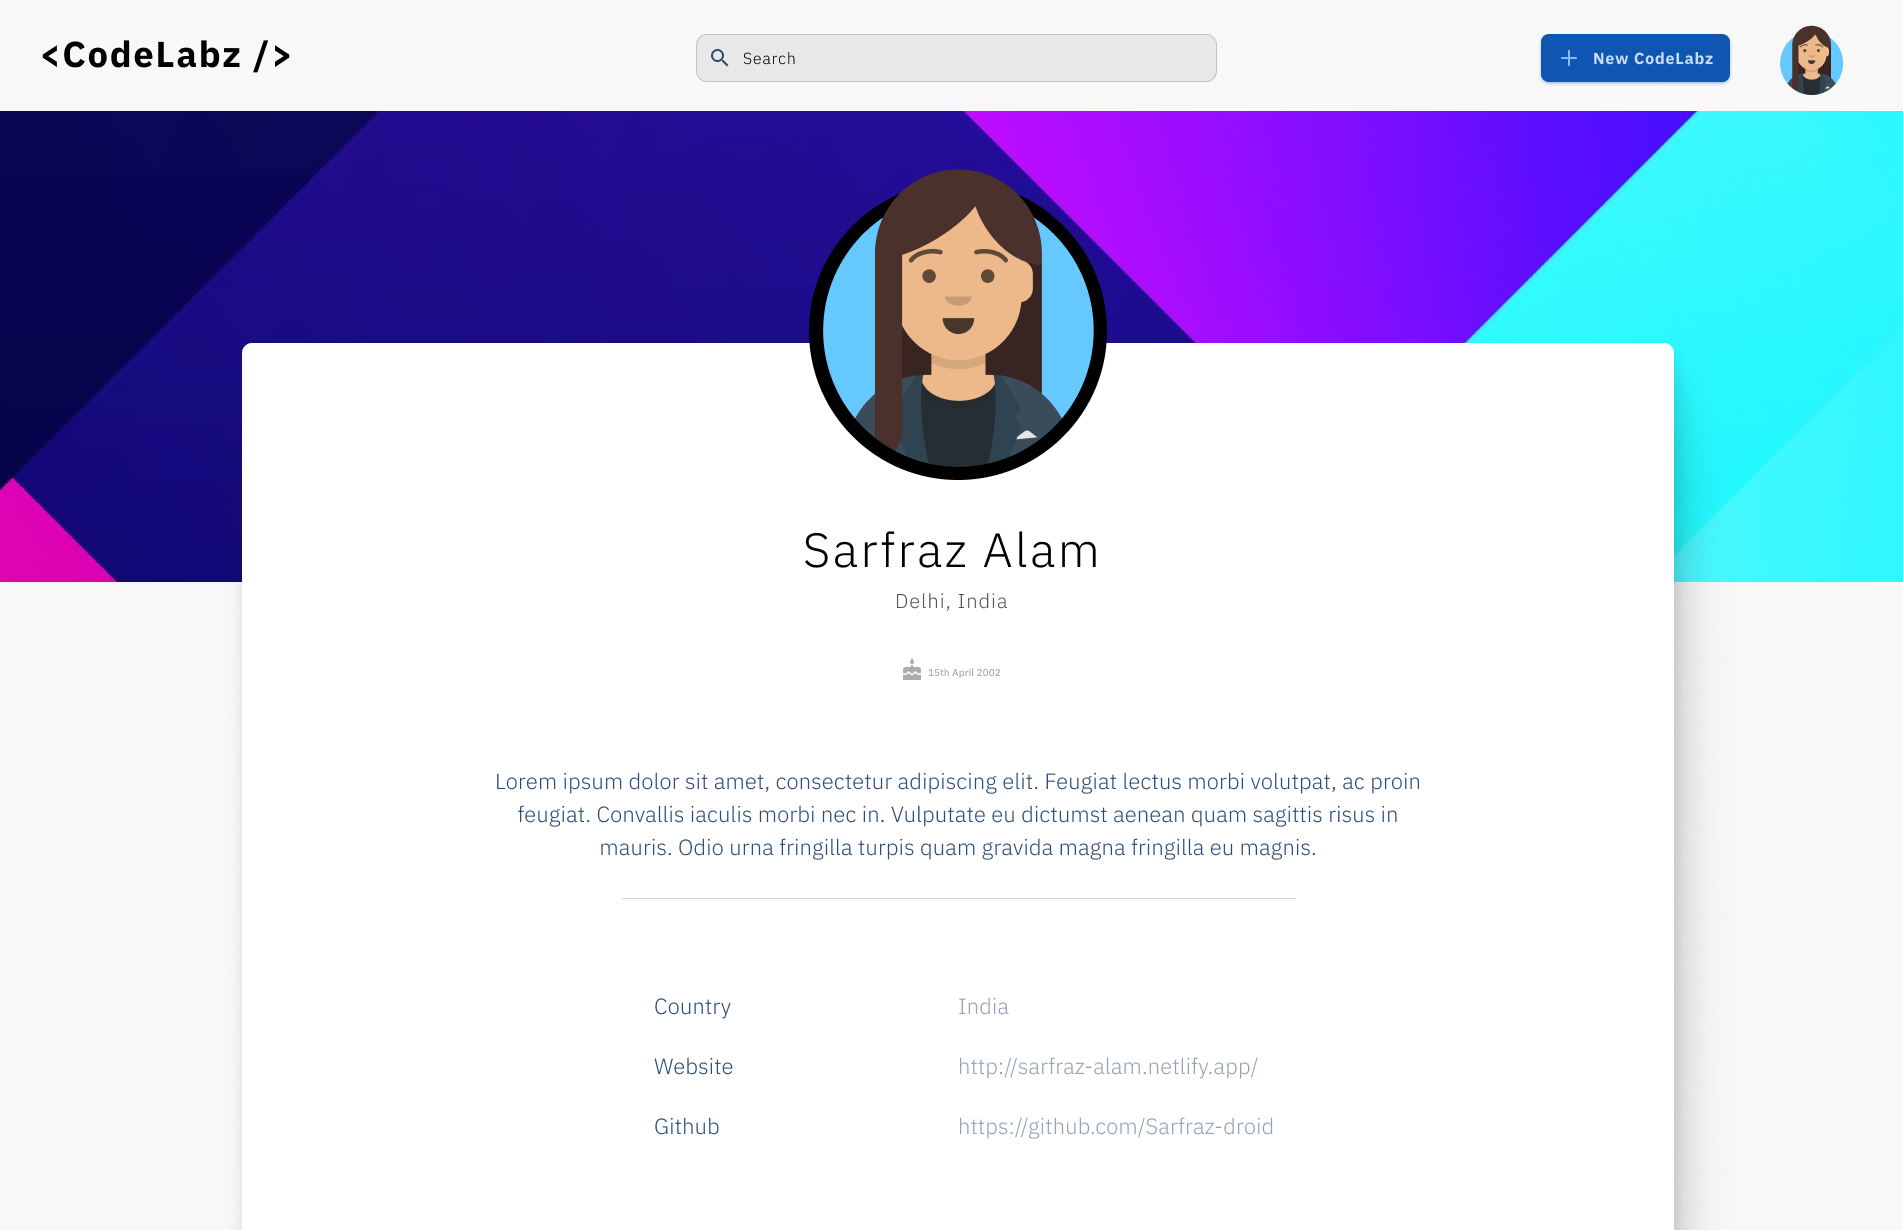 <CodeLabz />
Search
New CodeLabz
Sarfraz Alam
Delhi, India
15th April 2002
Lorem ipsum dolor sit amet, consectetur adipiscing elit. Feugiat lectus morbi volutpat, ac proin
feugiat. Convallis iaculis morbi nec in. Vulputate eu dictumst aenean quam sagittis risus in
mauris. Odio urna fringilla turpis quam gravida magna fringilla eu magnis.
Country India
Website http://sarfraz-alam.netlify.app/
Github https://github.com/Sarfraz-droid